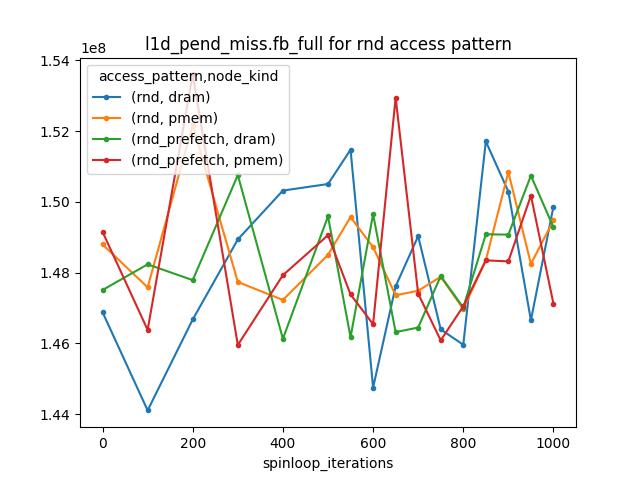 l1d_pend_miss.fb_full for rnd access pattern
1e8
1.54
1.52
1.50
1.48
1.46
1.44
access_pattern,node_kind
(rnd, dram)
(rnd, pmem)
(rnd_prefetch, dram)
(rnd_prefetch, pmem)
0 200 400 600 800 1000
spinloop_iterations